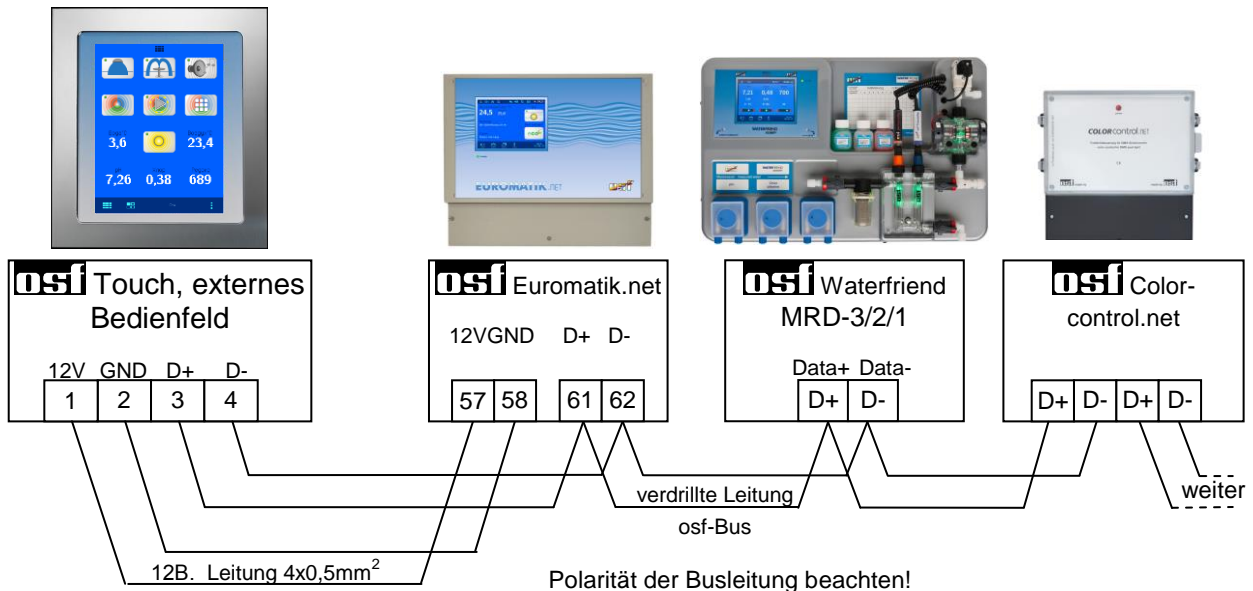 3,6 23,4
7,26 0,38 689
24,5
EUROMATIK.NET
osf
7,21 0,48 780
WATERFRIEND
COLORcontrol.NET
osf Touch, externes
Bedienfeld
12V GND D+ D-
1 2 3 4
osf Euromatik.net
12VGND D+ D-
57 58 61 62
osf Waterfriend
MRD-3/2/1
Data+ Data-
D+ D-
osf Color-
control.net
D+ D- D+ D-
weiter
verdrillte Leitung
osf-Bus
12B. Leitung 4x0,5mm²
Polarität der Busleitung beachten!